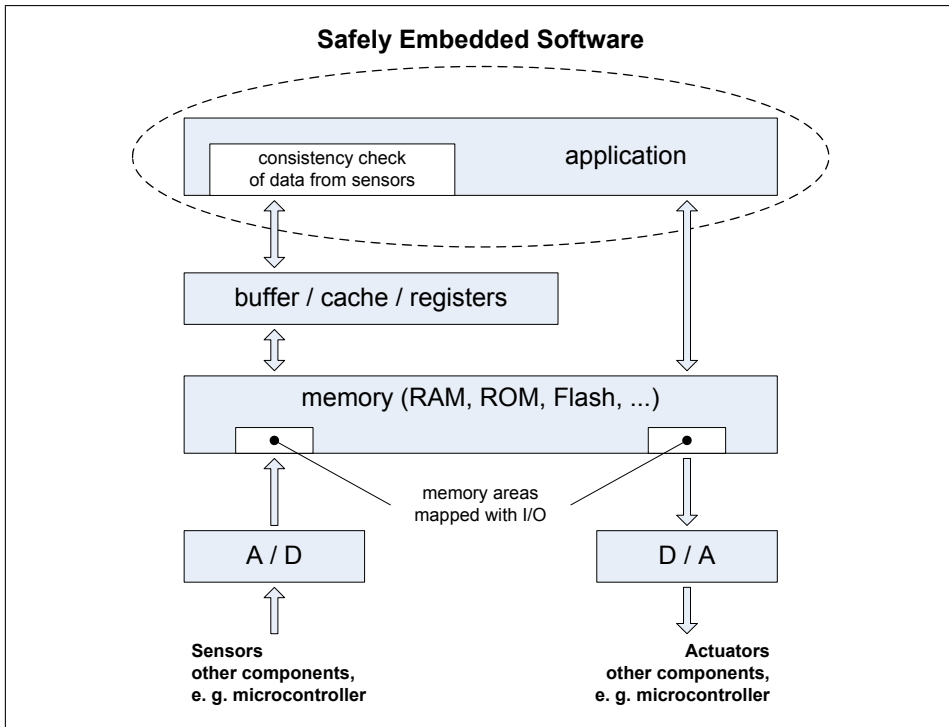 Safely Embedded Software
consistency check
of data from sensors
application
buffer / cache / registers
memory (RAM, ROM, Flash, ...)
memory areas
mapped with I/O
A / D
D / A
Sensors
other components,
e. g. microcontroller
Actuators
other components,
e. g. microcontroller